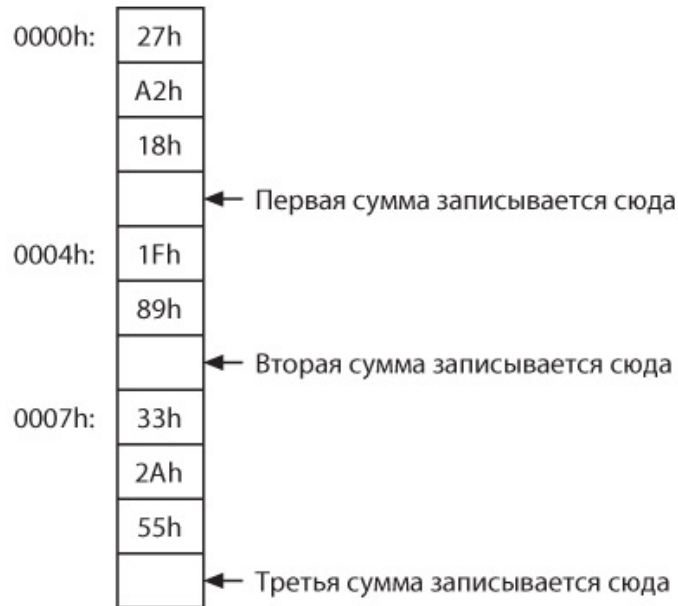 0000h: 27h
A2h
18h
Первая сумма записывается сюда
0004h: 1Fh
89h
Вторая сумма записывается сюда
0007h: 33h
2Ah
55h
Третья сумма записывается сюда